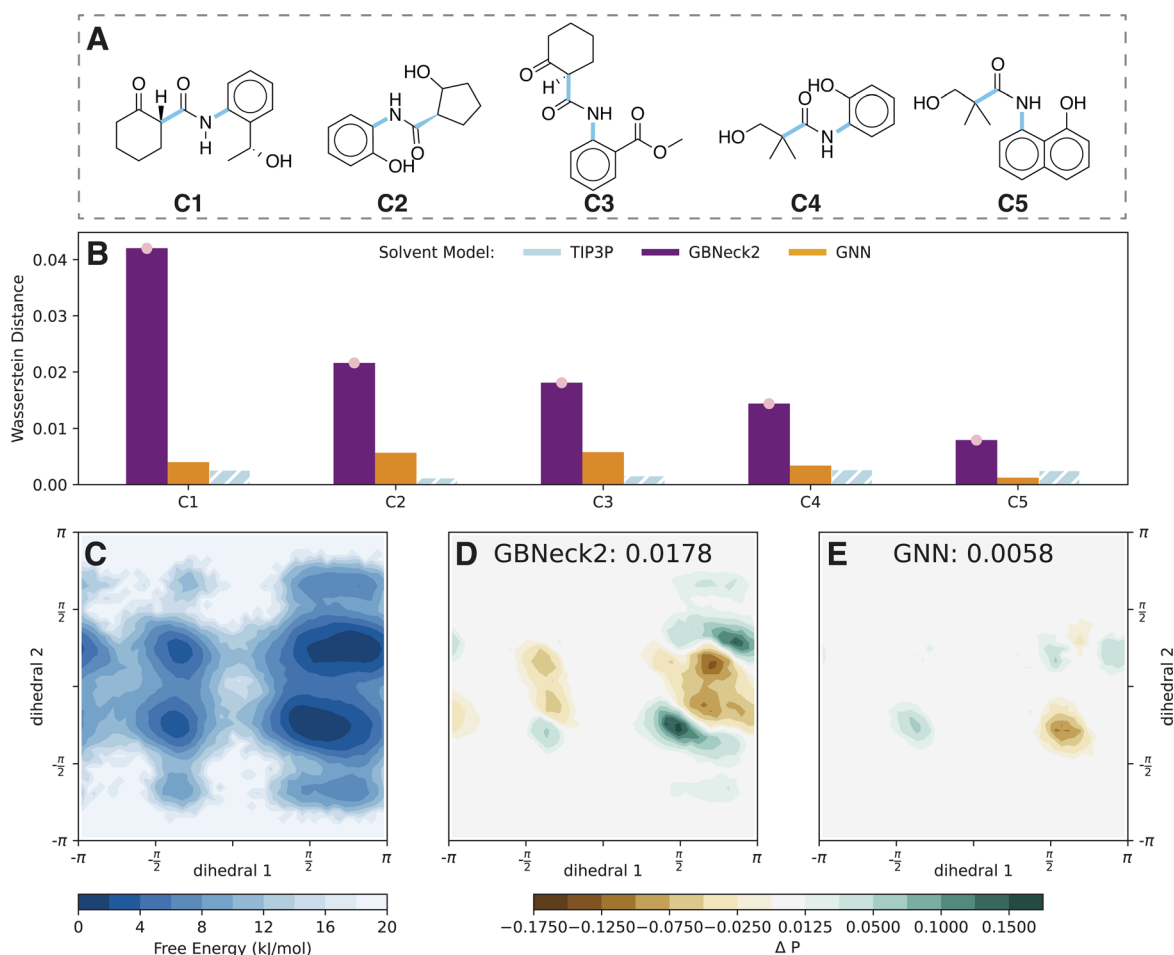 A
O
H
O
N
H
OH
C1
HO
H
N
O
OH
C2
O
H
O
NH
O
O
C3
HO
O
HO
N
H
C4
O
HO
NH
OH
C5
B
Solvent Model: TIP3P GBNeck2 GNN
Wasserstein Distance
0.04
0.03
0.02
0.01
0.00
C1 C2 C3 C4 C5
C
dihedral 2
π
π/2
-π/2
-π
-π -π/2 π/2 π
dihedral 1
D GBNeck2: 0.0178
-π -π/2 π/2 π
dihedral 1
E GNN: 0.0058
π
π/2
-π/2
-π
dihedral 2
-π -π/2 π/2 π
dihedral 1
0 4 8 12 16 20
Free Energy (kJ/mol)
−0.1750 −0.1250 −0.0750 −0.0250 0.0125 0.0500 0.1000 0.1500
Δ P